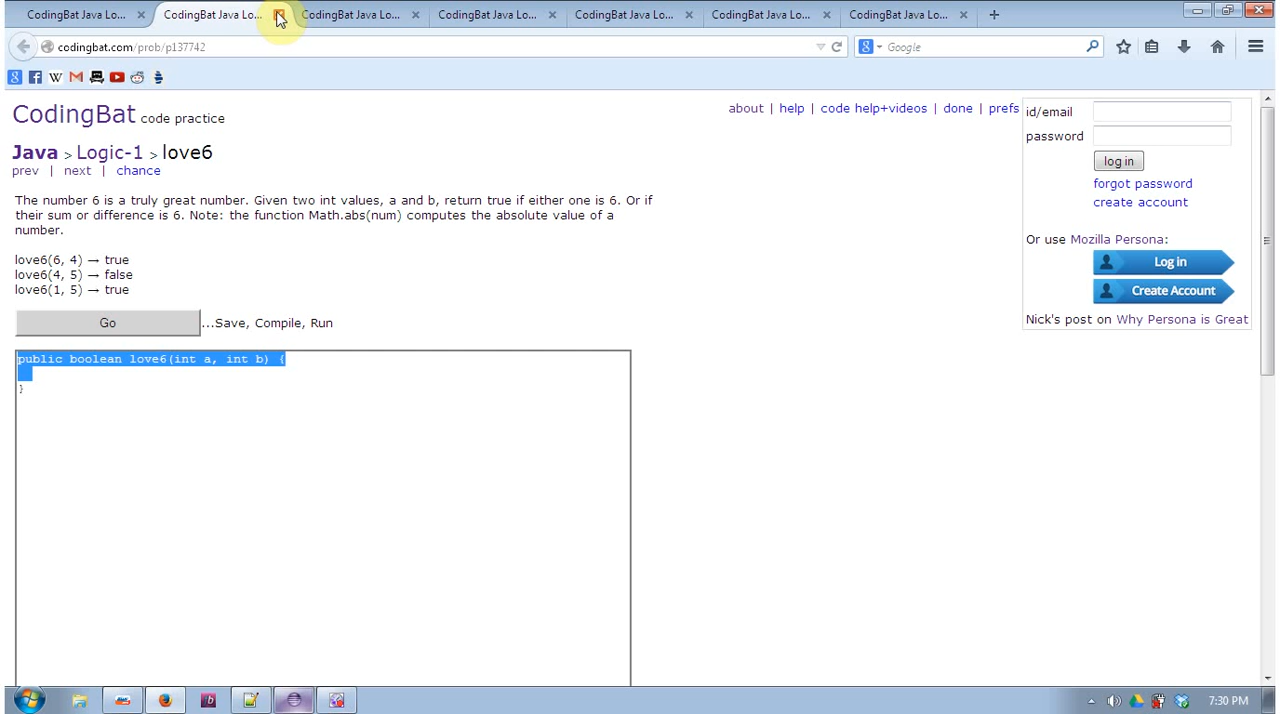 CodingBat Java Lo...
CodingBat Java Lo...
CodingBat Java Lo...
CodingBat Java Lo...
CodingBat Java Lo...
CodingBat Java Lo...
CodingBat Java Lo...
codingbat.com/prob/p137742
Google
CodingBat code practice
about | help | code help+videos | done | prefs
id/email
password
log in
forgot password
create account
Or use Mozilla Persona:
Log in
Create Account
Nick's post on Why Persona is Great
Java > Logic-1 > love6
prev | next | chance
The number 6 is a truly great number. Given two int values, a and b, return true if either one is 6. Or if
their sum or difference is 6. Note: the function Math.abs(num) computes the absolute value of a
number.
love6(6, 4) → true
love6(4, 5) → false
love6(1, 5) → true
Go ...Save, Compile, Run
public boolean love6(int a, int b) {
}
7:30 PM